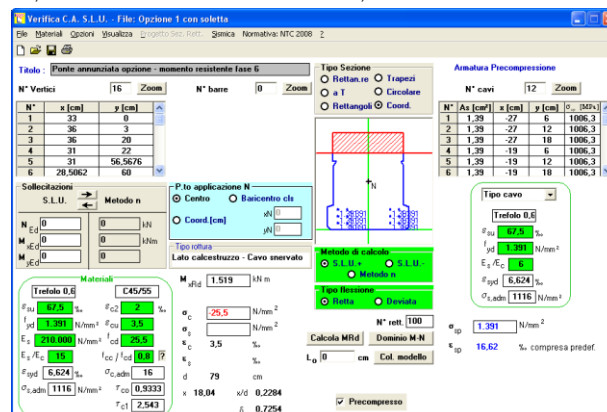 Verifica C.A. S.L.U. - File: Opzione 1 con soletta
File Materiali Opzioni Visualizza Progetto Sez. Rett. Sismica Normativa: NTC 2008 ?
Titolo : Ponte annunziata opzione - momento resistente fase 6
N° Vertici 16 Zoom N° barre 0 Zoom
N° x [cm] y [cm]
1 33 0
2 36 3
3 36 20
4 31 22
5 31 56,5676
6 28,5062 60
Tipo Sezione
Rettan.re Trapezi
a T Circolare
Rettangoli Coord.
Armatura Precompressione
N° cavi 12 Zoom
N° As [cm²] x [cm] y [cm] [MPa]
1 1,39 -27 6 1006,3
2 1,39 -27 12 1006,3
3 1,39 -27 18 1006,3
4 1,39 -19 6 1006,3
5 1,39 -19 12 1006,3
6 1,39 -19 18 1006,3
Sollecitazioni
S.L.U. Metodo n
N Ed 0 0 kN
M xEd 0 0 kNm
M yEd 0 0
P.to applicazione N
Centro Baricentro cls
Coord.[cm] xN 0
yN 0
Tipo rottura
Lato calcestruzzo - Cavo snervato
N
Metodo di calcolo
S.L.U.+ S.L.U.-
Metodo n
Tipo flessione
Retta Deviata
N° rett. 100
Calcola MRd Dominio M-N
L0 0 cm Col. modello
Precompresso
Tipo cavo
Trefolo 0,6
εsu 67,5 ‰
fyd 1.391 N/mm²
Es/Ec 6
εsyd 6,624 ‰
σs,adm 1116 N/mm²
σsp 1.391 N/mm²
εsp 16,62 ‰ compresa predef.
Materiali
Trefolo 0,6 C45/55
εsu 67,5 ‰ εc2 2 ‰
fyd 1.391 N/mm² εcu 3,5
Es 210.000 N/mm² fcd 25,5
Es/Ec 15 fcc / fcd 0,8 ?
εsyd 6,624 ‰ σc,adm 16
σs,adm 1116 N/mm² τco 0,9333
τc1 2,543
M xRd 1.519 kN m
σc -25,5 N/mm²
σs N/mm²
εc 3,5 ‰
εs ‰
d 79 cm
x 18,04 x/d 0,2284
δ 0,7254